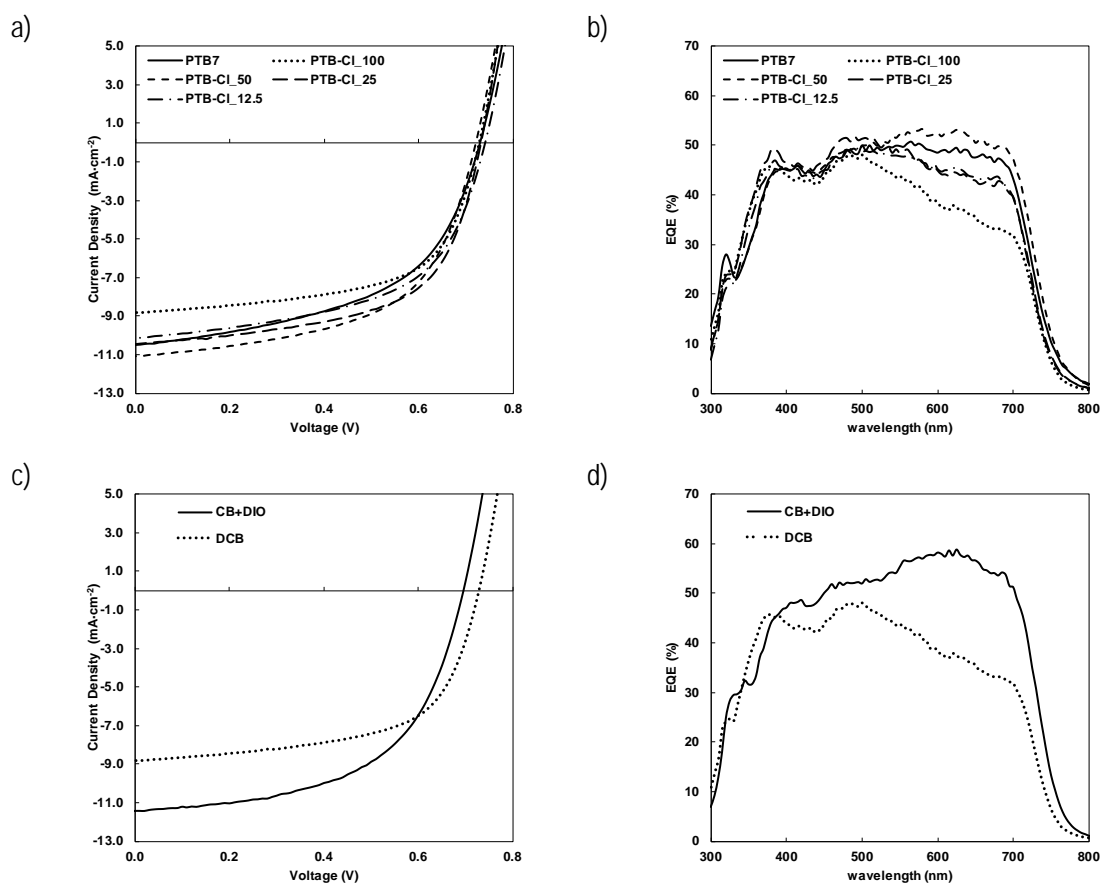 a)
5.0
3.0
1.0
-1.0
-3.0
-5.0
-7.0
-9.0
-11.0
-13.0
0.0 0.2 0.4 0.6 0.8
Current Density (mA·cm⁻²)
Voltage (V)
PTB7 PTB-Cl_100
PTB-Cl_50 PTB-Cl_25
PTB-Cl_12.5
b)
70
60
50
40
30
20
10
0
300 400 500 600 700 800
EQE (%)
wavelength (nm)
PTB7 PTB-Cl_100
PTB-Cl_50 PTB-Cl_25
PTB-Cl_12.5
c)
5.0
3.0
1.0
-1.0
-3.0
-5.0
-7.0
-9.0
-11.0
-13.0
0.0 0.2 0.4 0.6 0.8
Current Density (mA·cm⁻²)
Voltage (V)
CB+DIO
DCB
d)
70
60
50
40
30
20
10
0
300 400 500 600 700 800
EQE (%)
wavelength (nm)
CB+DIO
DCB